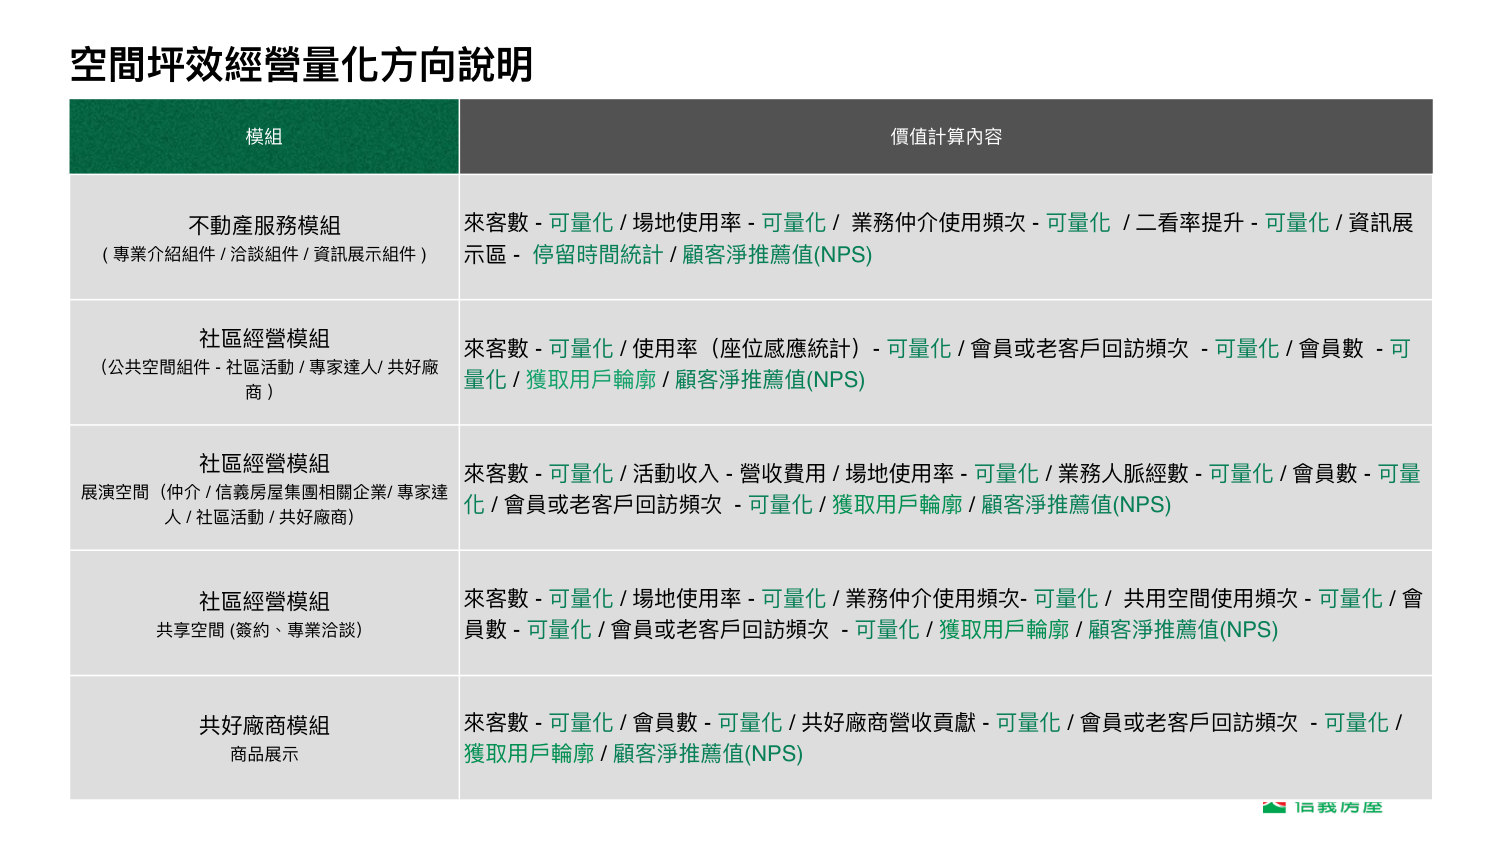 空間坪效經營量化方向說明
模組
價值計算內容
不動產服務模組
( 專業介紹組件 / 洽談組件 / 資訊展示組件 )
來客數 - 可量化 / 場地使用率 - 可量化 / 業務仲介使用頻次 - 可量化 / 二看率提升 - 可量化 / 資訊展
示區 - 停留時間統計 / 顧客淨推薦值(NPS)
社區經營模組
（公共空間組件 - 社區活動 / 專家達人/ 共好廠
商 ）
來客數 - 可量化 / 使用率（座位感應統計）- 可量化 / 會員或老客戶回訪頻次 - 可量化 / 會員數 - 可
量化 / 獲取用戶輪廓 / 顧客淨推薦值(NPS)
社區經營模組
展演空間（仲介 / 信義房屋集團相關企業/ 專家達
人 / 社區活動 / 共好廠商）
來客數 - 可量化 / 活動收入 - 營收費用 / 場地使用率 - 可量化 / 業務人脈經數 - 可量化 / 會員數 - 可量
化 / 會員或老客戶回訪頻次 - 可量化 / 獲取用戶輪廓 / 顧客淨推薦值(NPS)
社區經營模組
共享空間 (簽約、專業洽談）
來客數 - 可量化 / 場地使用率 - 可量化 / 業務仲介使用頻次- 可量化 / 共用空間使用頻次 - 可量化 / 會
員數 - 可量化 / 會員或老客戶回訪頻次 - 可量化 / 獲取用戶輪廓 / 顧客淨推薦值(NPS)
共好廠商模組
商品展示
來客數 - 可量化 / 會員數 - 可量化 / 共好廠商營收貢獻 - 可量化 / 會員或老客戶回訪頻次 - 可量化 /
獲取用戶輪廓 / 顧客淨推薦值(NPS)
信義房屋